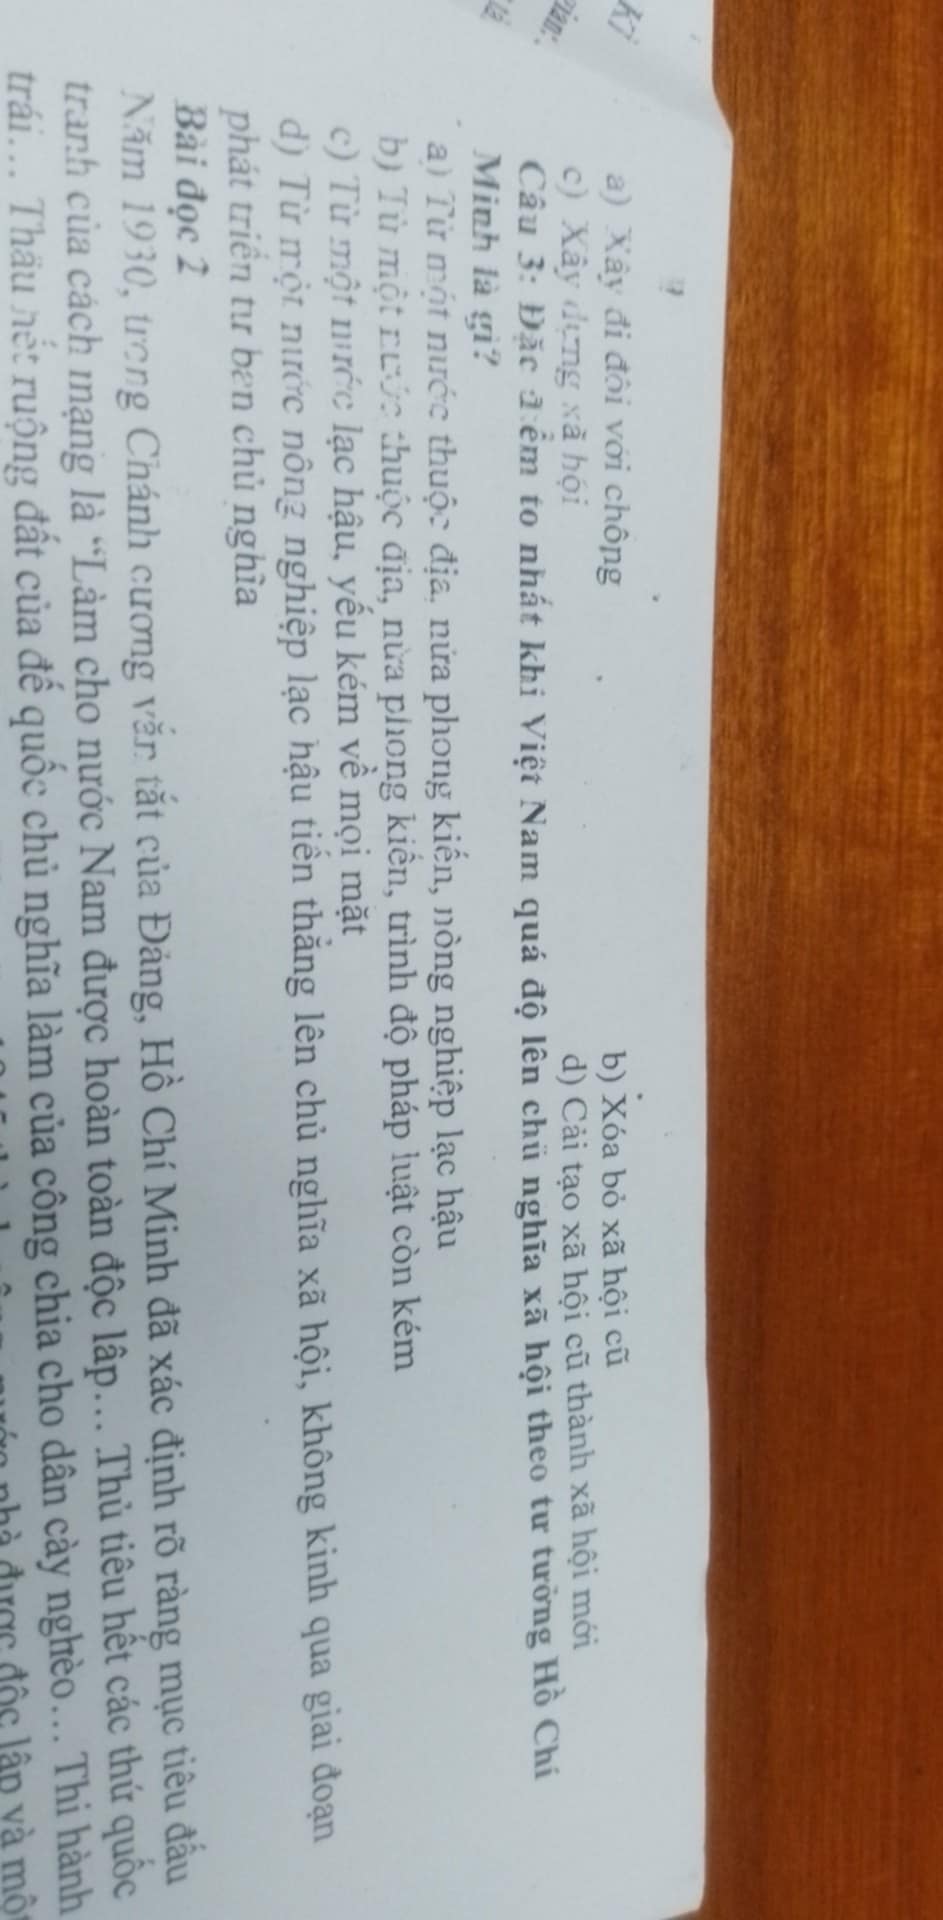 kì
a) Xây đi đôi với chống
b) Xóa bỏ xã hội cũ
c) Xây dựng xã hội
d) Cải tạo xã hội cũ thành xã hội mới
Câu 3: Đặc điểm to nhất khi Việt Nam quá độ lên chủ nghĩa xã hội theo tư tưởng Hồ Chí
Minh là gì?
a) Từ một nước thuộc địa, nửa phong kiến, nông nghiệp lạc hậu
b) Từ một nước thuộc địa, nửa phong kiến, trình độ pháp luật còn kém
c) Từ một nước lạc hậu, yếu kém về mọi mặt
d) Từ một nước nông nghiệp lạc hậu tiến thẳng lên chủ nghĩa xã hội, không kinh qua giai đoạn
phát triển tư bản chủ nghĩa
Bài đọc 2
Năm 1930, trong Chánh cương vắn tắt của Đảng, Hồ Chí Minh đã xác định rõ ràng mục tiêu đấu
tranh của cách mạng là “Làm cho nước Nam được hoàn toàn độc lập… Thủ tiêu hết các thứ quốc
trái… Thâu hết ruộng đất của đế quốc chủ nghĩa làm của công chia cho dân cày nghèo… Thi hành
nhà được độc lập và một